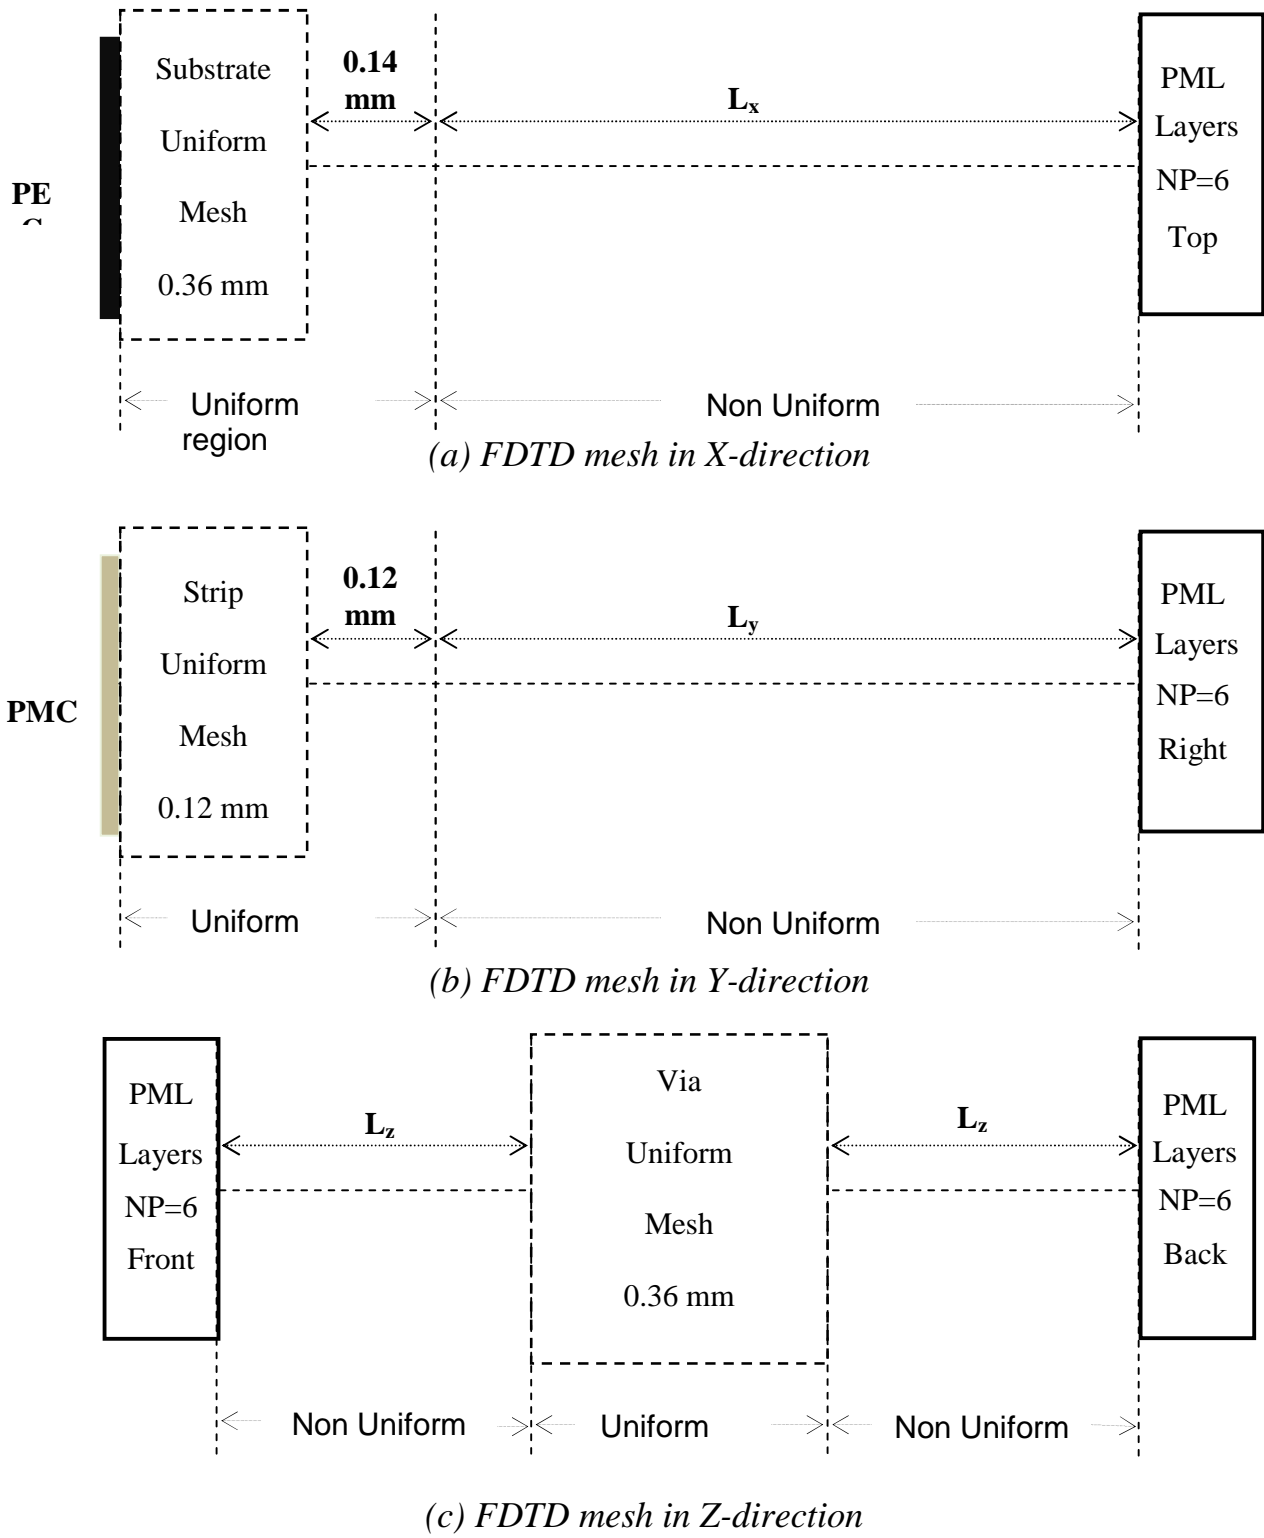 Substrate
Uniform
Mesh
0.36 mm
0.14
mm
Lₓ
PML
Layers
NP=6
Top
PE
Uniform
region
Non Uniform
(a) FDTD mesh in X-direction
Strip
Uniform
Mesh
0.12 mm
0.12
mm
Ly
PML
Layers
NP=6
Right
PMC
Uniform
Non Uniform
(b) FDTD mesh in Y-direction
PML
Layers
NP=6
Front
Lz
Via
Uniform
Mesh
0.36 mm
Lz
PML
Layers
NP=6
Back
Non Uniform
Uniform
Non Uniform
(c) FDTD mesh in Z-direction